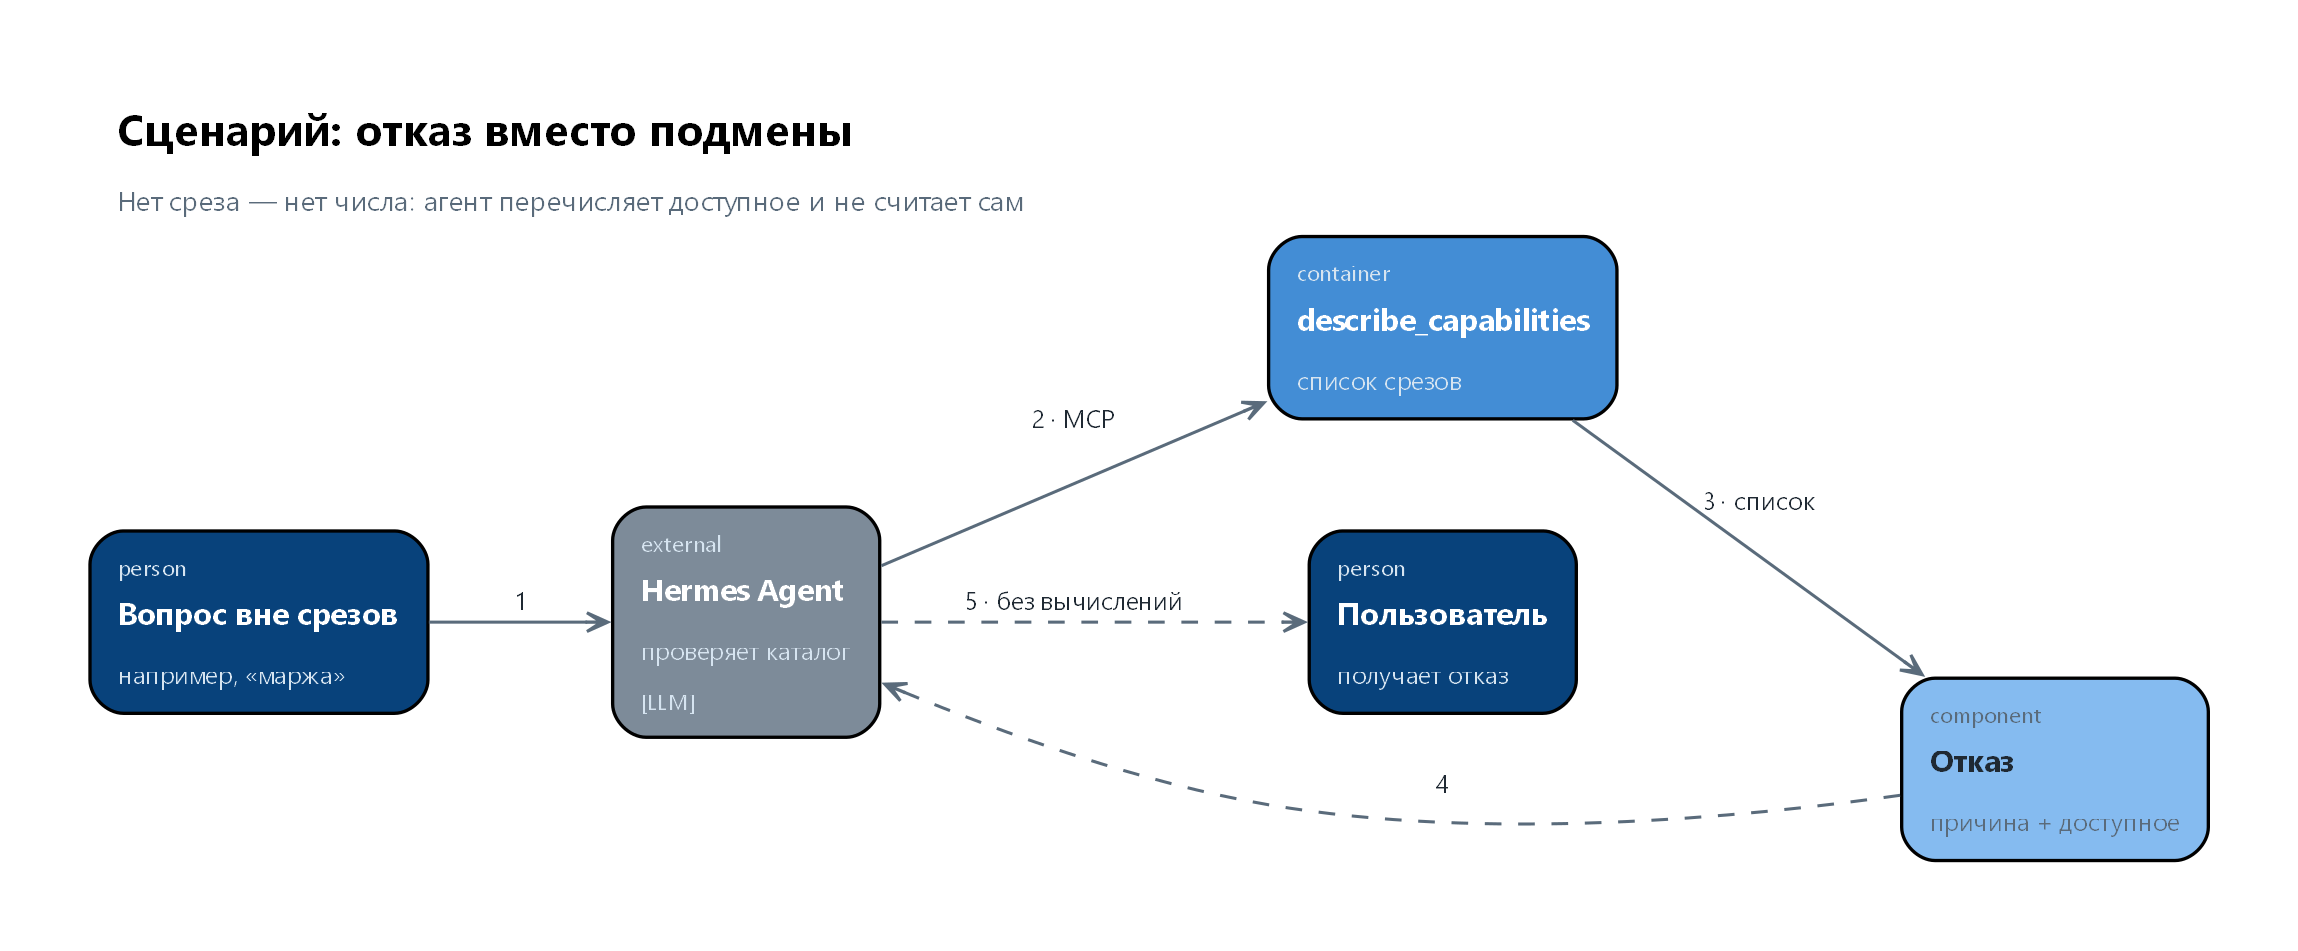 Сценарий: отказ вместо подмены
Нет среза — нет числа: агент перечисляет доступное и не считает сам
container
describe_capabilities
список срезов
2 · MCP
3 · список
person
Вопрос вне срезов
например, «маржа»
1
external
Hermes Agent
проверяет каталог
[LLM]
5 · без вычислений
person
Пользователь
получает отказ
4
component
Отказ
причина + доступное